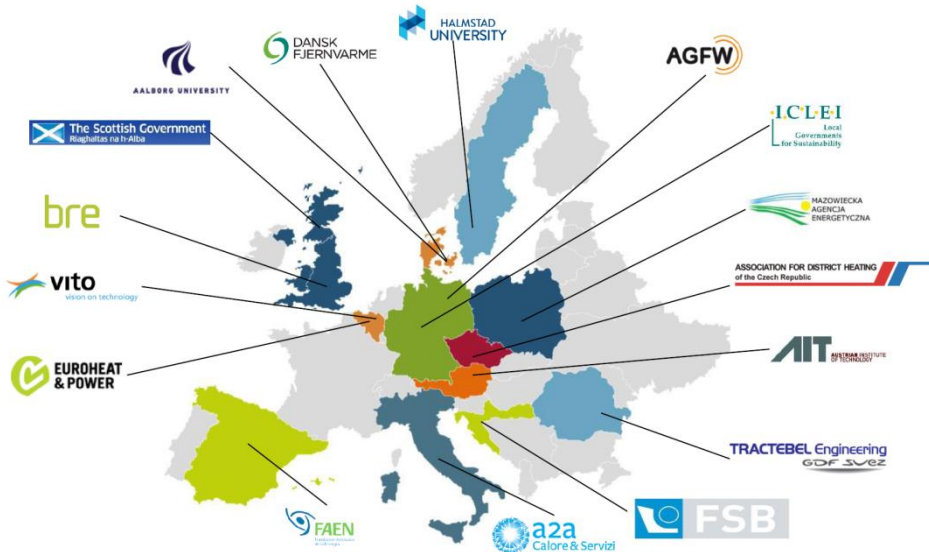 HALMSTAD
UNIVERSITY
DANSK
FJERNVARME
AGFW
AALBORG UNIVERSITY
I.C.L.E.I
Local
Governments
for Sustainability
The Scottish Government
Riaghaltas na h-Alba
bre
MAZOWIECKA
AGENCJA
ENERGETYCZNA
vito
vision on technology
ASSOCIATION FOR DISTRICT HEATING
of the Czech Republic
EUROHEAT
& POWER
AIT
AUSTRIAN INSTITUTE
OF TECHNOLOGY
TRACTEBEL Engineering
GDF SUEZ
FAEN
a2a
Calore & Servizi
FSB